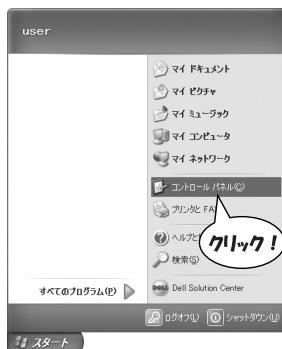 user
マイ ドキュメント
マイ ピクチャ
マイ ミュージック
マイ コンピュータ
マイ ネットワーク
コントロール パネル(C)
プリンタと FA
クリック！
ヘルプと
検索(S)
すべてのプログラム(P)
DELL Dell Solution Center
ログオフ(L)
シャットダウン(U)
スタート